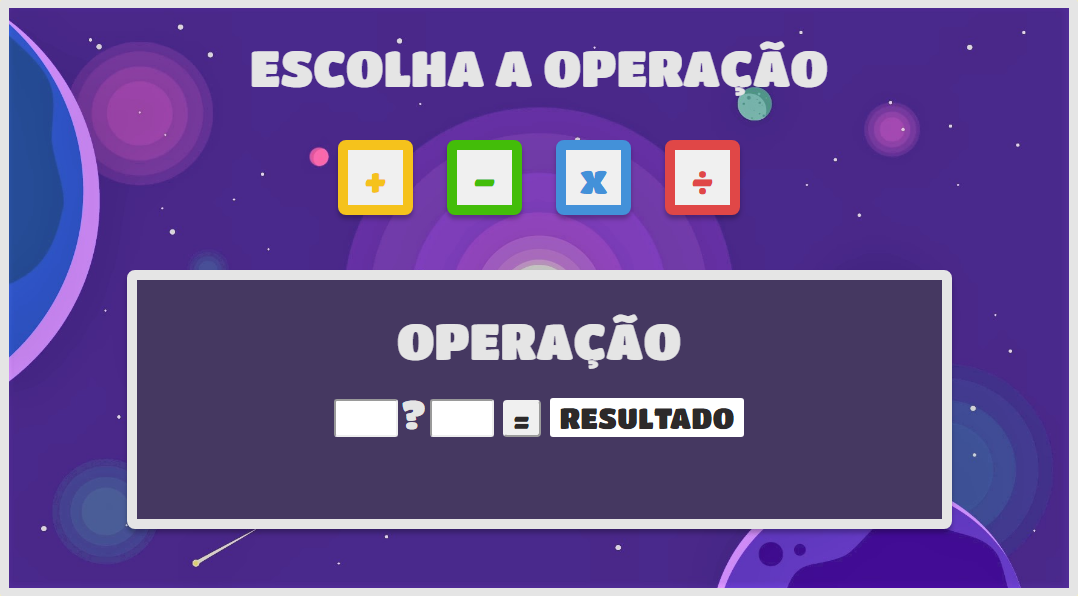 ESCOLHA A OPERAÇÃO
+ - X ÷
OPERAÇÃO
? = RESULTADO